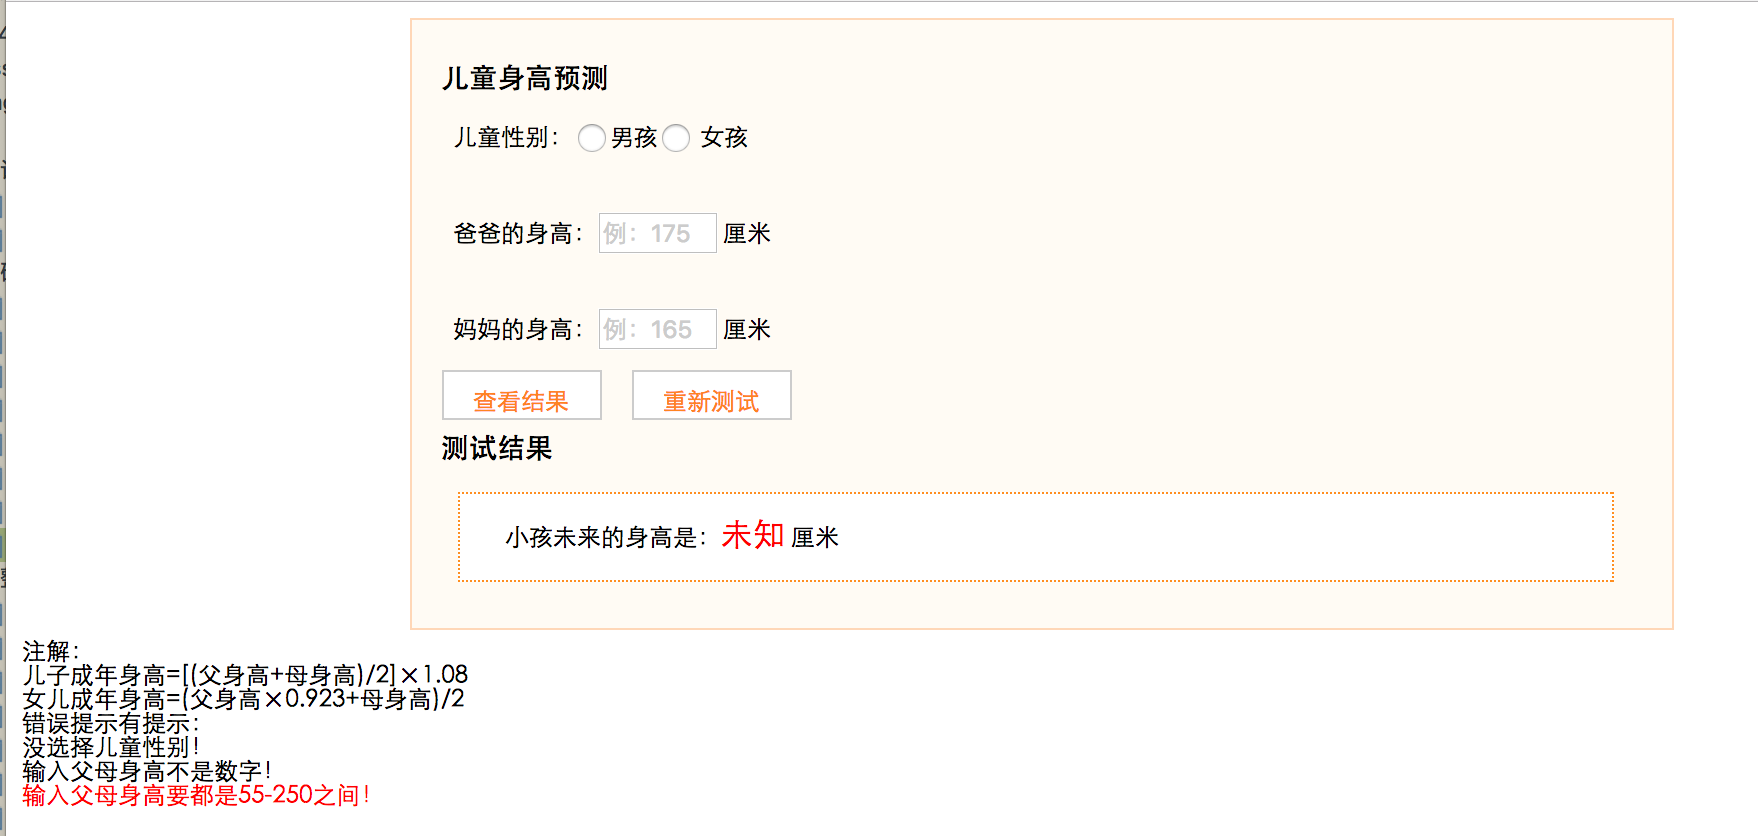 儿童身高预测
儿童性别： 男孩 女孩
爸爸的身高： 例：175 厘米
妈妈的身高： 例：165 厘米
查看结果 重新测试
测试结果
小孩未来的身高是：未知 厘米
注解：
儿子成年身高=[(父身高+母身高)/2]×1.08
女儿成年身高=(父身高×0.923+母身高)/2
错误提示有提示：
没选择儿童性别！
输入父母身高不是数字！
输入父母身高要都是55-250之间！